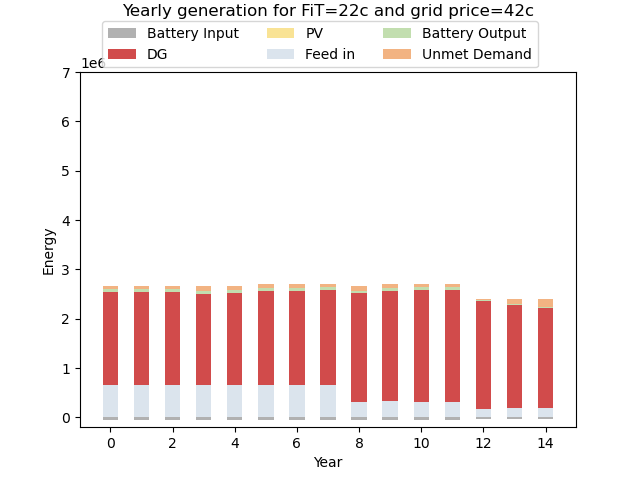 Yearly generation for FiT=22c and grid price=42c
Battery Input
PV
Battery Output
DG
Feed in
Unmet Demand
1e6
7
6
5
4
3
2
1
0
Energy
0
2
4
6
8
10
12
14
Year